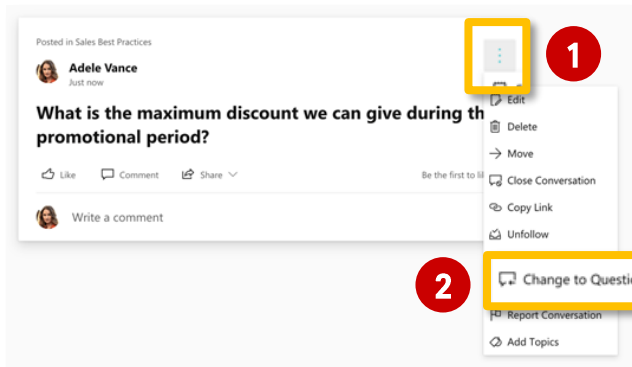 Posted in Sales Best Practices
1
Adele Vance
Just now
What is the maximum discount we can give during th
promotional period?
Like
Comment
Share
Be the first to li
Write a comment
Edit
Delete
Move
Close Conversation
Copy Link
Unfollow
2
Change to Questi
Report Conversation
Add Topics